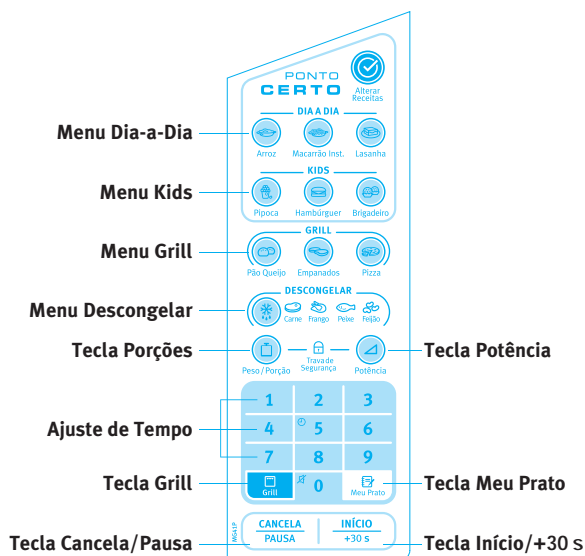 PONTO
CERTO
Alterar
Receitas
DIA A DIA
Menu Dia-a-Dia
Arroz Macarrão Inst. Lasanha
KIDS
Menu Kids
Pipoca Hambúrguer Brigadeiro
GRILL
Menu Grill
Pão Queijo Empanados Pizza
DESCONGELAR
Menu Descongelar
Carne Frango Peixe Feijão
Tecla Porções
Tecla Potência
Peso/Porção Trava de Segurança Potência
1 2 3
Ajuste de Tempo
4 5 6
7 8 9
Tecla Grill
Grill 0 Meu Prato
Tecla Meu Prato
MG41P
CANCELA INÍCIO
PAUSA +30 s
Tecla Cancela/Pausa
Tecla Início/+30 s